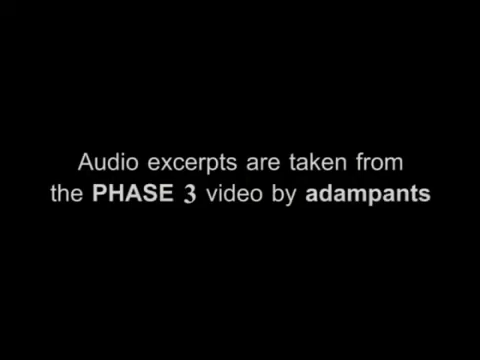 Audio excerpts are taken from
the PHASE 3 video by adampants